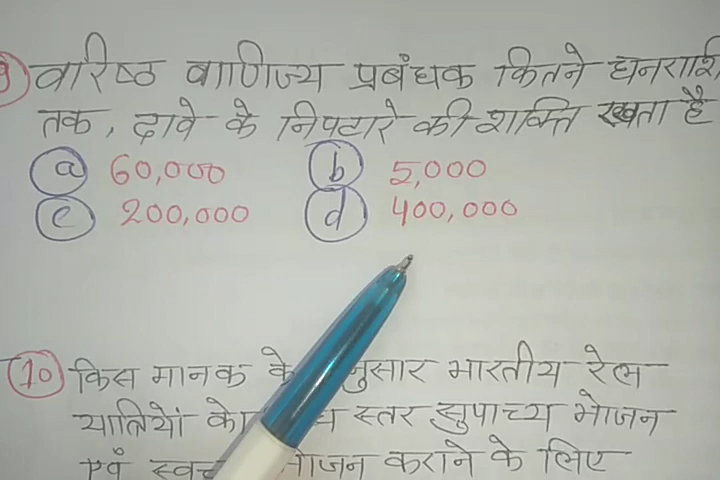 9) वरिष्ठ वाणिज्य प्रबंधक कितने धनराशि
तक, दावे के निपटारे की शक्ति रखता है
a 60,000 b 5,000
c 200,000 d 400,000
10) किस मानक के नुसार भारतीय रेल
यात्रियों को स्तर सुपाच्य भोजन
एवं स्वच्छ भोजन कराने के लिए